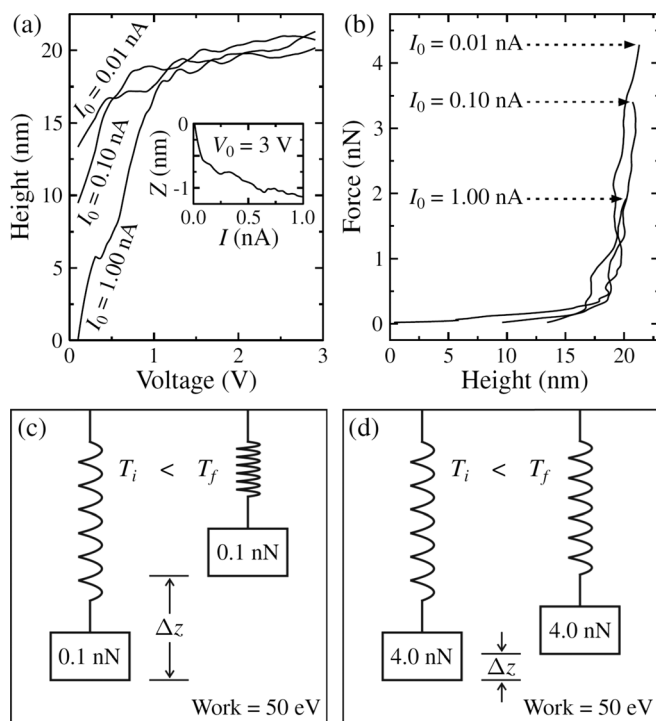 (a)
Height (nm)
20
15
10
5
0
I₀ = 0.01 nA
I₀ = 0.10 nA
I₀ = 1.00 nA
V₀ = 3 V
Z (nm)
0
-1
0.0 0.5 1.0
I (nA)
0 1 2 3
Voltage (V)
(b)
Force (nN)
4
3
2
1
0
I₀ = 0.01 nA
I₀ = 0.10 nA
I₀ = 1.00 nA
0 5 10 15 20
Height (nm)
(c)
Tᵢ < T_f
0.1 nN
Δz
0.1 nN
Work = 50 eV
(d)
Tᵢ < T_f
4.0 nN
Δz
4.0 nN
Work = 50 eV